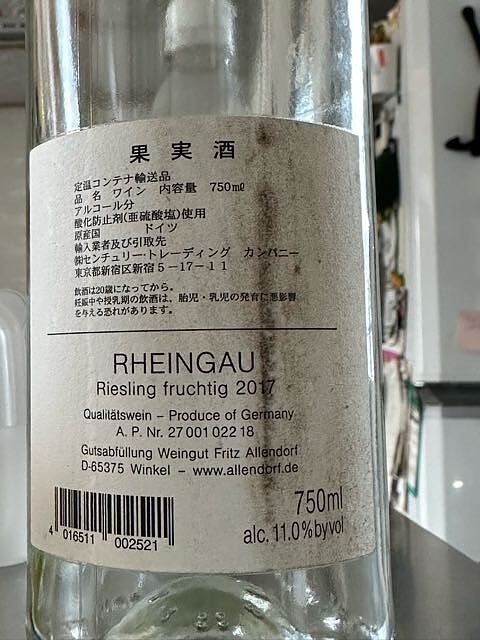 果実酒
定温コンテナ輸送品
品 名 ワイン 内容量 750mℓ
アルコール分
酸化防止剤(亜硫酸塩)使用
原産国 ドイツ
輸入業者及び引取先
㈱センチュリー・トレーディング カンパニー
東京都新宿区新宿5-17-11
飲酒は20歳になってから。
妊娠中や授乳期の飲酒は、胎児・乳児の発育に悪影響
を与える恐れがあります。
RHEINGAU
Riesling fruchtig 2017
Qualitätswein – Produce of Germany
A. P. Nr. 27 001 022 18
Gutsabfüllung Weingut Fritz Allendorf
D-65375 Winkel – www.allendorf.de
4 016511 002521
750ml
alc. 11.0% by vol